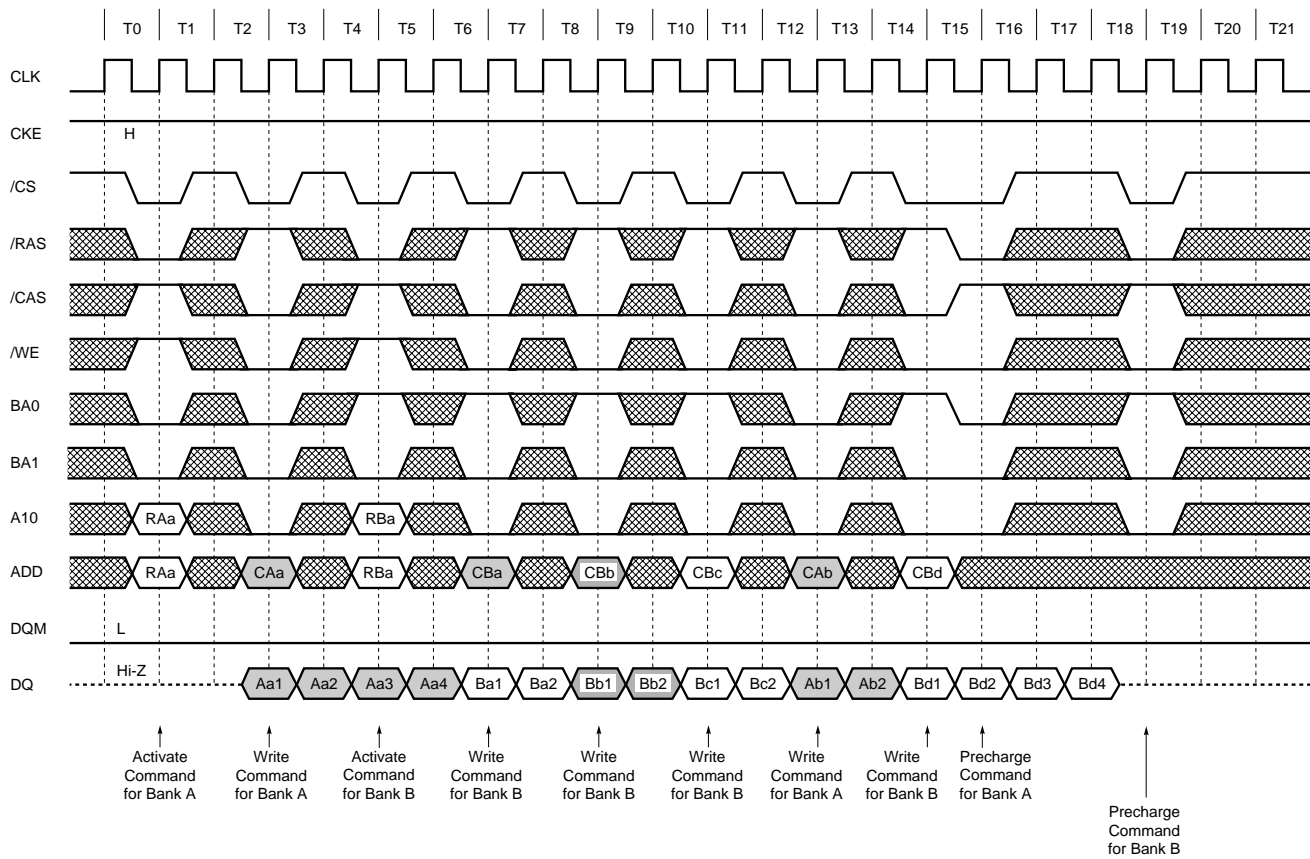 T0 T1 T2 T3 T4 T5 T6 T7 T8 T9 T10 T11 T12 T13 T14 T15 T16 T17 T18 T19 T20 T21
CLK
CKE H
/CS
/RAS
/CAS
/WE
BA0
BA1
A10 RAa RBa
ADD RAa CAa RBa CBa CBb CBc CAb CBd
DQM L
DQ Hi-Z Aa1 Aa2 Aa3 Aa4 Ba1 Ba2 Bb1 Bb2 Bc1 Bc2 Ab1 Ab2 Bd1 Bd2 Bd3 Bd4
Activate
Command
for Bank A
Write
Command
for Bank A
Activate
Command
for Bank B
Write
Command
for Bank B
Write
Command
for Bank B
Write
Command
for Bank B
Write
Command
for Bank A
Write
Command
for Bank B
Precharge
Command
for Bank A
Precharge
Command
for Bank B